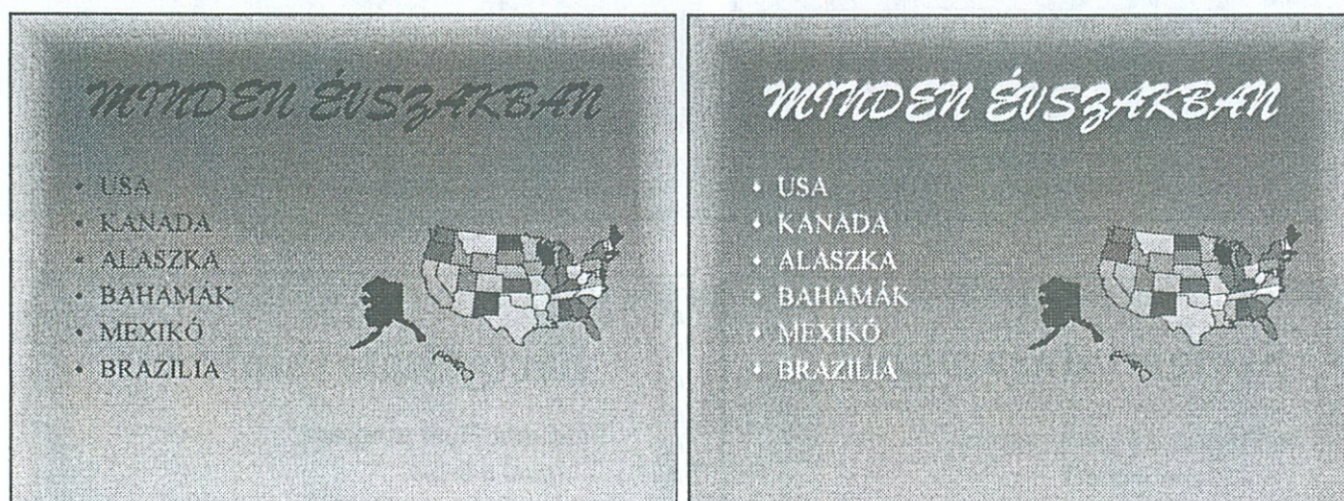 MINDEN ÉVSZAKBAN
• USA
• KANADA
• ALASZKA
• BAHAMÁK
• MEXIKÓ
• BRAZILIA
MINDEN ÉVSZAKBAN
• USA
• KANADA
• ALASZKA
• BAHAMÁK
• MEXIKÓ
• BRAZILIA